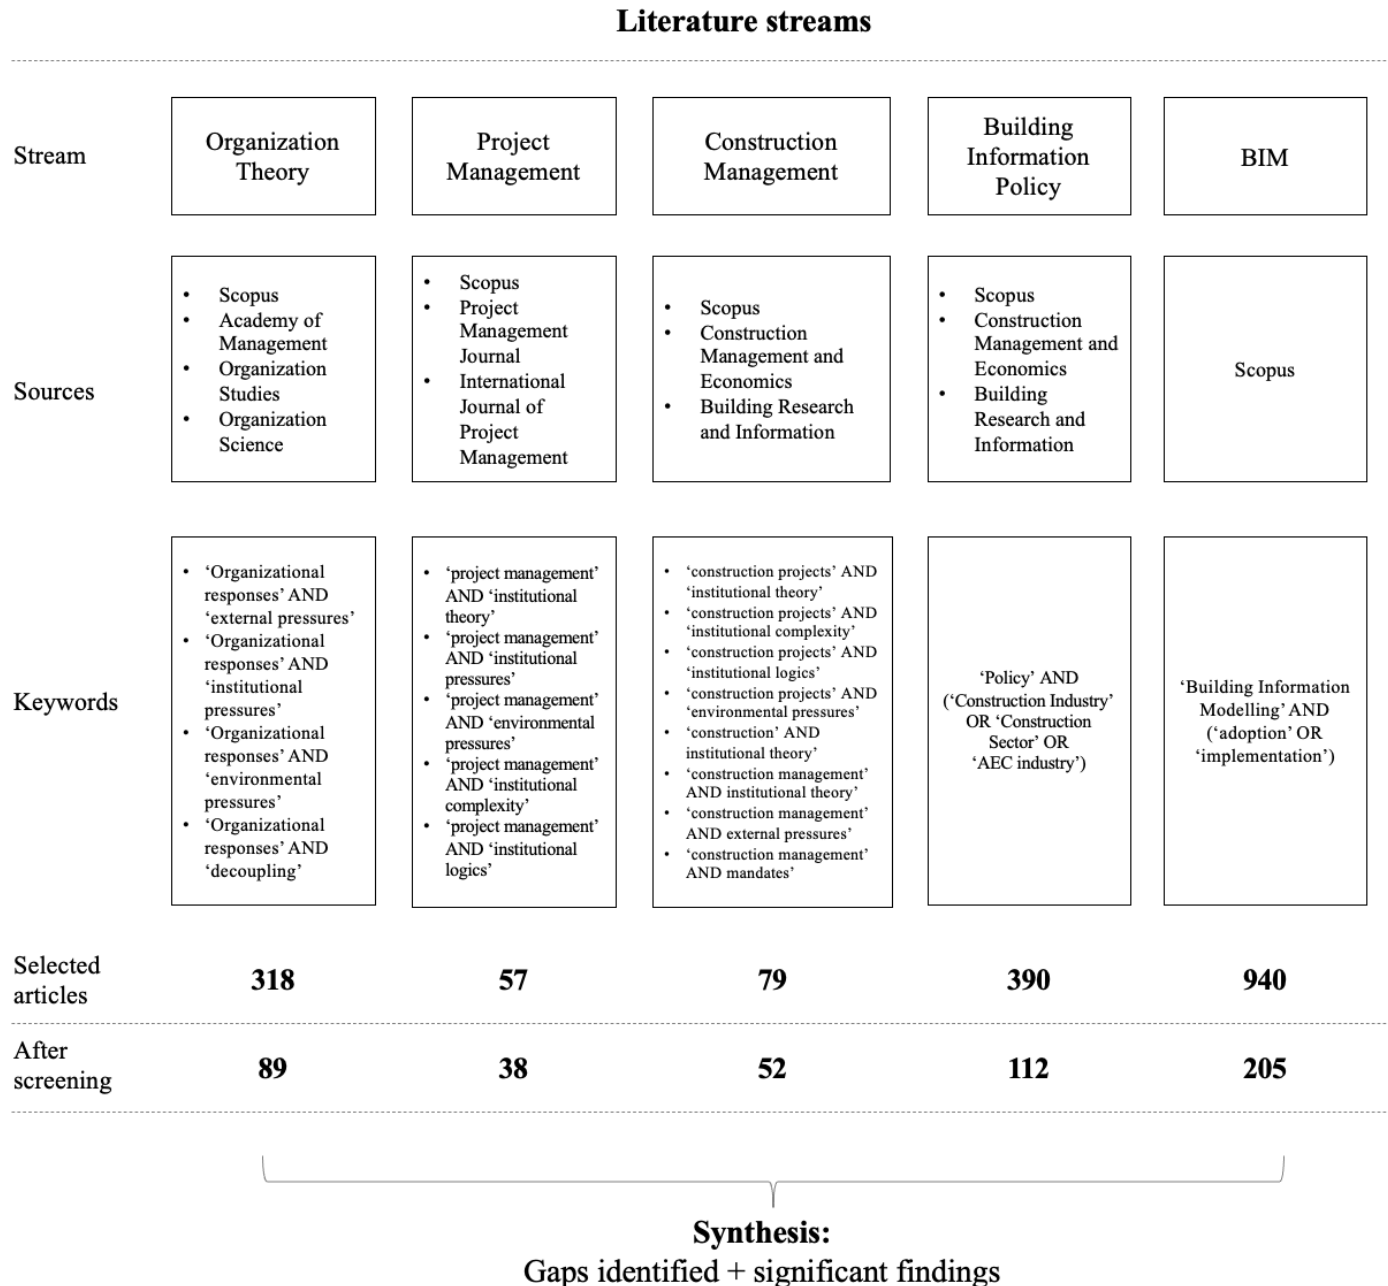 Literature streams
Stream
Organization
Theory
Project
Management
Construction
Management
Building
Information
Policy
BIM
Sources
• Scopus
• Academy of
Management
• Organization
Studies
• Organization
Science
• Scopus
• Project
Management
Journal
• International
Journal of
Project
Management
• Scopus
• Construction
Management and
Economics
• Building Research
and Information
• Scopus
• Construction
Management and
Economics
• Building
Research and
Information
Scopus
Keywords
• ‘Organizational
responses’ AND
‘external pressures’
• ‘Organizational
responses’ AND
‘institutional
pressures’
• ‘Organizational
responses’ AND
‘environmental
pressures’
• ‘Organizational
responses’ AND
‘decoupling’
• ‘project management’
AND ‘institutional
theory’
• ‘project management’
AND ‘institutional
pressures’
• ‘project management’
AND ‘environmental
pressures’
• ‘project management’
AND ‘institutional
complexity’
• ‘project management’
AND ‘institutional
logics’
• ‘construction projects’ AND
‘institutional theory’
• ‘construction projects’ AND
‘institutional complexity’
• ‘construction projects’ AND
‘institutional logics’
• ‘construction projects’ AND
‘environmental pressures’
• ‘construction’ AND
institutional theory’
• ‘construction management’
AND institutional theory’
• ‘construction management’
AND external pressures’
• ‘construction management’
AND mandates’
‘Policy’ AND
(‘Construction Industry’
OR ‘Construction
Sector’ OR
‘AEC industry’)
‘Building Information
Modelling’ AND
(‘adoption’ OR
‘implementation’)
Selected
articles
318
57
79
390
940
After
screening
89
38
52
112
205
Synthesis:
Gaps identified + significant findings